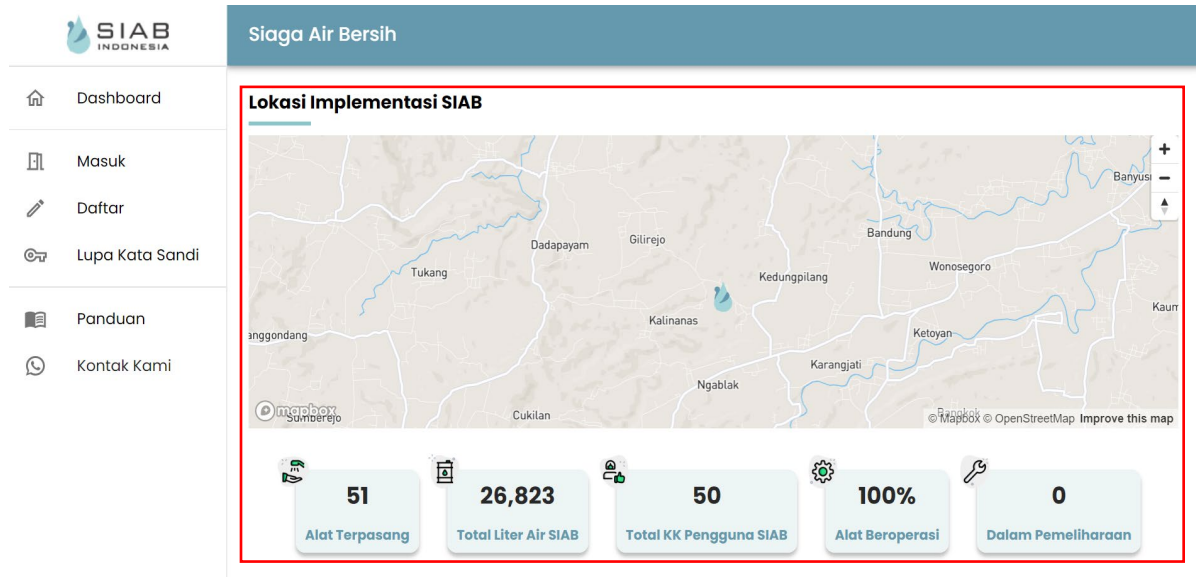 SIAB
INDONESIA
Siaga Air Bersih
Dashboard
Masuk
Daftar
Lupa Kata Sandi
Panduan
Kontak Kami
Lokasi Implementasi SIAB
+
−
Bandung
Dadapayam
Gilirejo
Tukang
Kedungpilang
Wonosegoro
Kalinanas
anggondang
Ketoyan
Karangjati
Ngablak
mapbox
Sumberejo
Cukilan
© Mapbox © OpenStreetMap Improve this map
51
Alat Terpasang
26,823
Total Liter Air SIAB
50
Total KK Pengguna SIAB
100%
Alat Beroperasi
0
Dalam Pemeliharaan